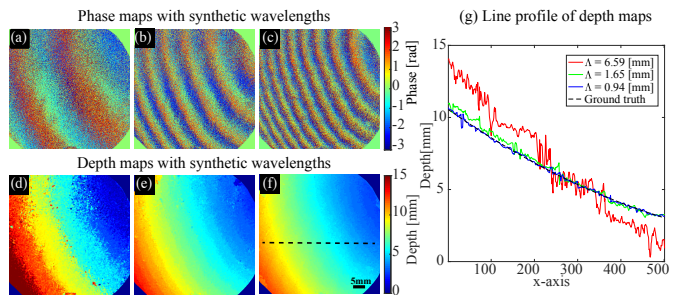 Phase maps with synthetic wavelengths
(a)
(b)
(c)
3
2
1
0
-1
-2
-3
Phase [rad]
Depth maps with synthetic wavelengths
(d)
(e)
(f)
5mm
15
10
5
0
Depth [mm]
(g) Line profile of depth maps
Λ = 6.59 [mm]
Λ = 1.65 [mm]
Λ = 0.94 [mm]
Ground truth
15
10
5
0
Depth[mm]
100 200 300 400 500
x-axis